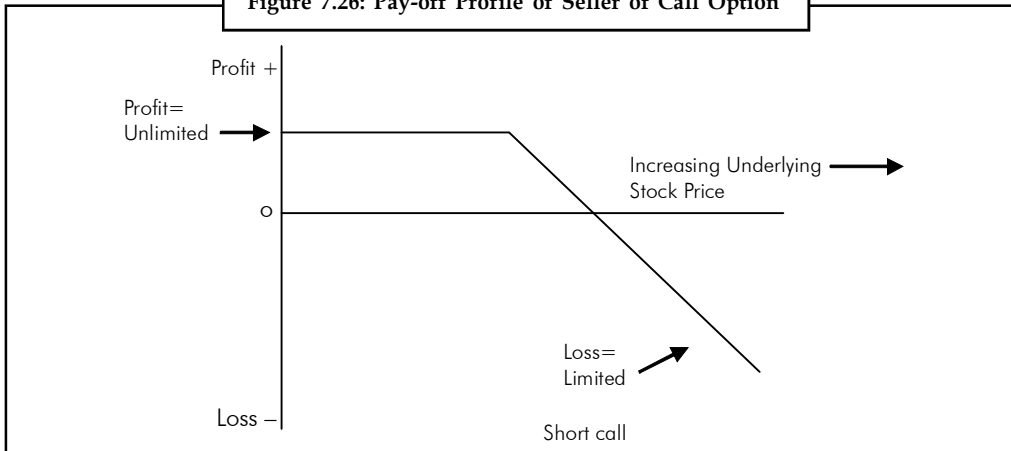 Figure 7.26: Pay-off Profile of Seller of Call Option
Profit +
Profit=
Unlimited
Increasing Underlying
Stock Price
O
Loss=
Limited
Loss –
Short call